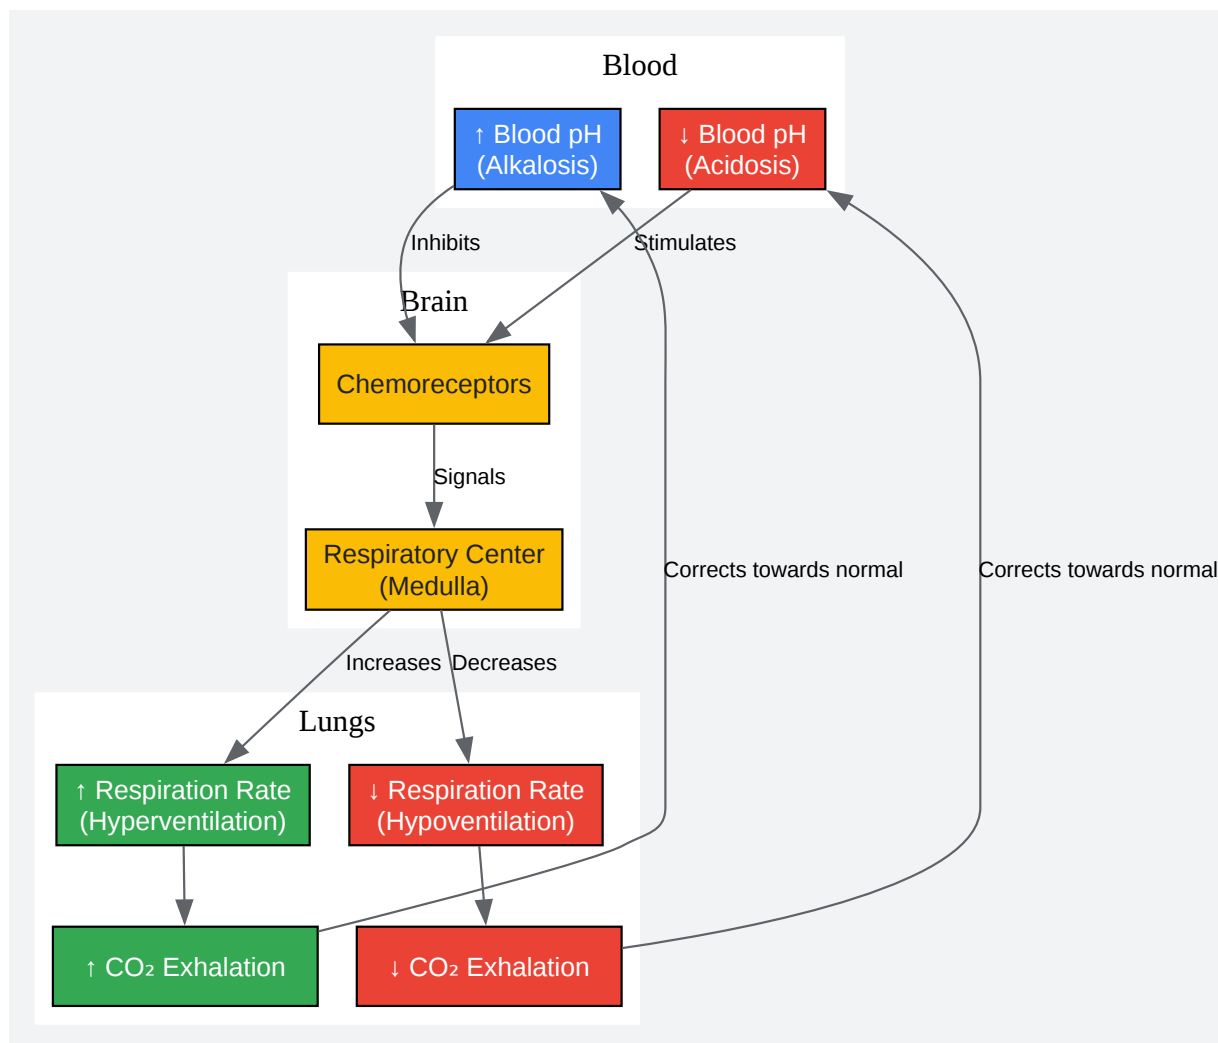 Blood
↑ Blood pH
(Alkalosis)
↓ Blood pH
(Acidosis)
Inhibits
Stimulates
Brain
Chemoreceptors
Signals
Respiratory Center
(Medulla)
Corrects towards normal
Corrects towards normal
Increases
Decreases
Lungs
↑ Respiration Rate
(Hyperventilation)
↓ Respiration Rate
(Hypoventilation)
↑ CO₂ Exhalation
↓ CO₂ Exhalation